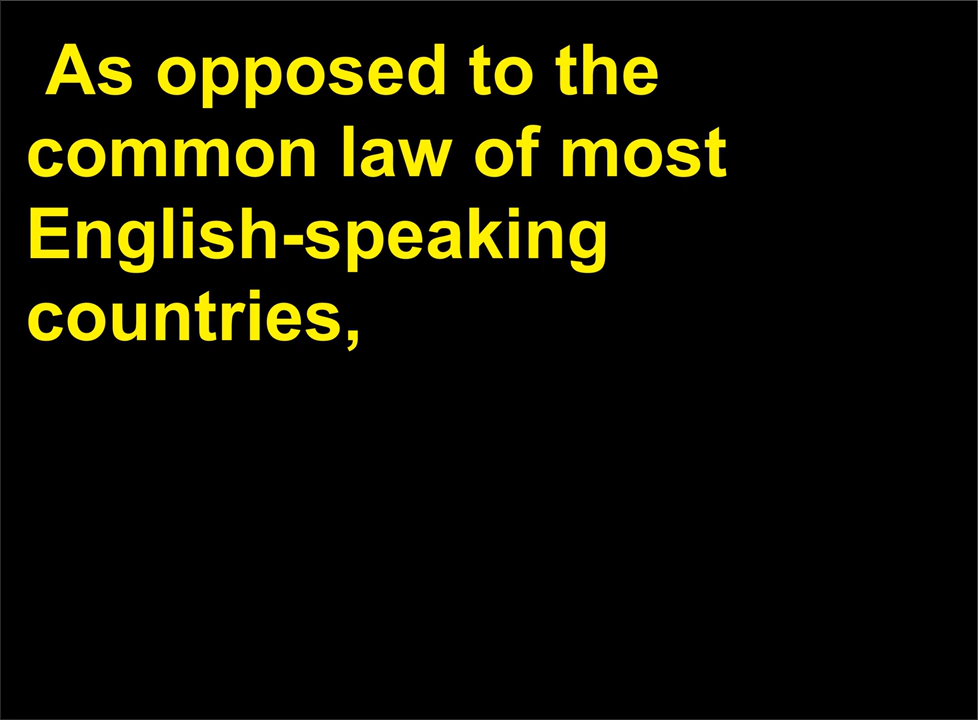 As opposed to the
common law of most
English-speaking
countries,